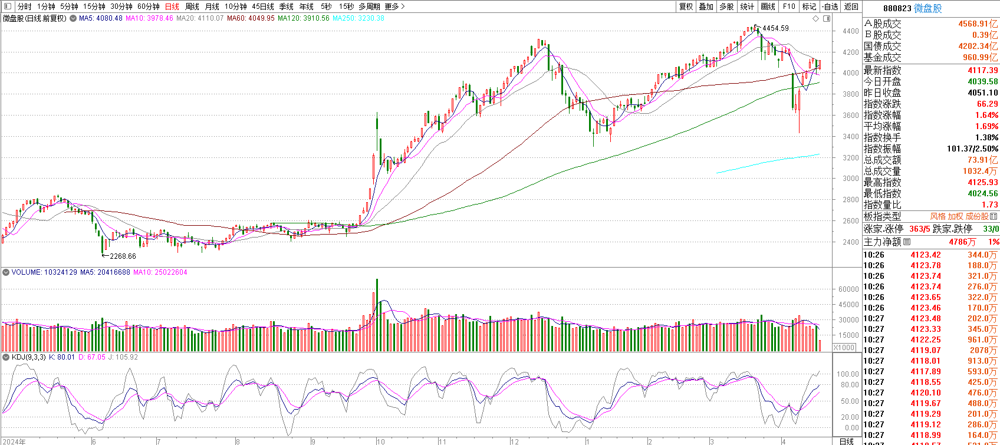 分时 1分钟 5分钟 15分钟 30分钟 60分钟 日线 周线 月线 10分钟 45日线 季线 年线 5秒 15秒 多周期 更多>
复权 叠加 多股 统计 画线 F10 标记 -自选 返回
880823 微盘股
微盘股(日线.前复权) MA5: 4080.48 MA10: 3978.46 MA20: 4110.07 MA60: 4049.95 MA120: 3910.56 MA250: 3230.38
4454.59
2268.66
4400
4200
4000
3800
3600
3400
3200
3000
2800
2600
2400
VOLUME: 10324129 MA5: 20416688 MA10: 25022604
60000
45000
30000
15000
X1000
KDJ(9,3,3) K: 80.01 D: 67.05 J: 105.92
100.00
80.00
50.00
20.00
0.00
2024年 6 7 8 9 10 11 12 1 2 3 4 日线
A股成交 4568.91亿
B股成交 0.39亿
国债成交 4202.34亿
基金成交 960.99亿
最新指数 4117.39
今日开盘 4039.58
昨日收盘 4051.10
指数涨跌 66.29
指数涨幅 1.64%
平均涨幅 1.69%
指数换手 1.38%
指数振幅 101.37/2.50%
总成交额 73.91亿
总成交量 1032.4万
最高指数 4125.93
最低指数 4024.56
指数量比 1.73
板指类型 风格 加权 成份股
涨家.涨停 363/5 跌家.跌停 33/0
主力净额 4786万 1%
10:26 4123.42 344.0万
10:26 4123.78 188.0万
10:26 4123.74 321.0万
10:26 4123.74 276.0万
10:26 4123.65 322.0万
10:26 4123.46 170.0万
10:27 4123.48 202.0万
10:27 4123.33 345.0万
10:27 4122.25 961.0万
10:27 4119.07 2078万
10:27 4118.01 913.0万
10:27 4117.89 593.0万
10:27 4118.55 425.0万
10:27 4120.10 476.0万
10:27 4119.67 488.0万
10:27 4119.29 201.0万
10:27 4119.12 286.0万
10:27 4118.99 164.0万